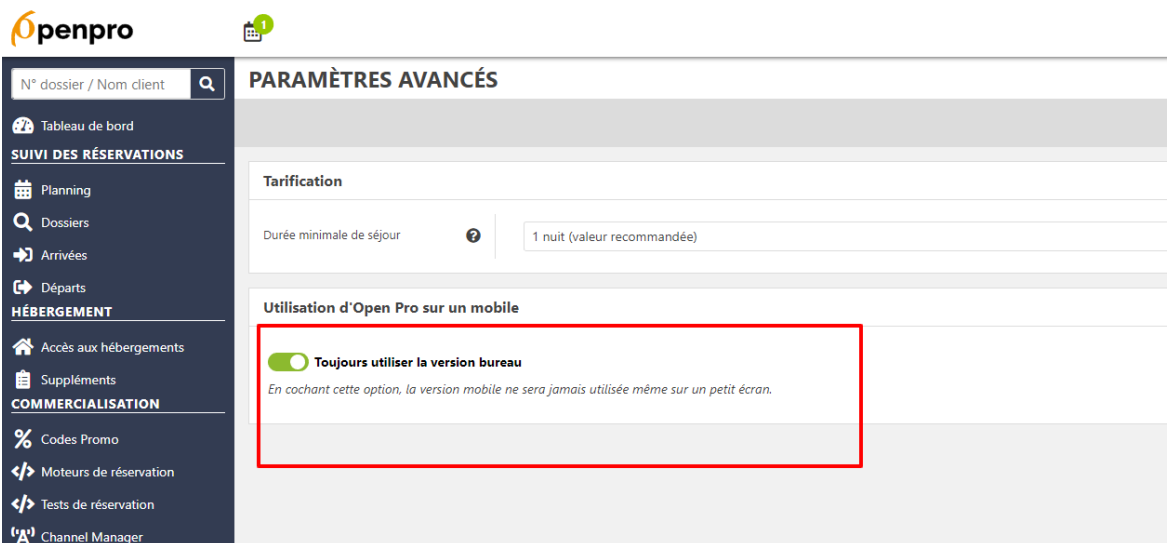 Openpro
1
N° dossier / Nom client
PARAMÈTRES AVANCÉS
Tableau de bord
SUIVI DES RÉSERVATIONS
Planning
Dossiers
Arrivées
Départs
HÉBERGEMENT
Accès aux hébergements
Suppléments
COMMERCIALISATION
Codes Promo
Moteurs de réservation
Tests de réservation
Channel Manager
Tarification
Durée minimale de séjour
?
1 nuit (valeur recommandée)
Utilisation d'Open Pro sur un mobile
Toujours utiliser la version bureau
En cochant cette option, la version mobile ne sera jamais utilisée même sur un petit écran.